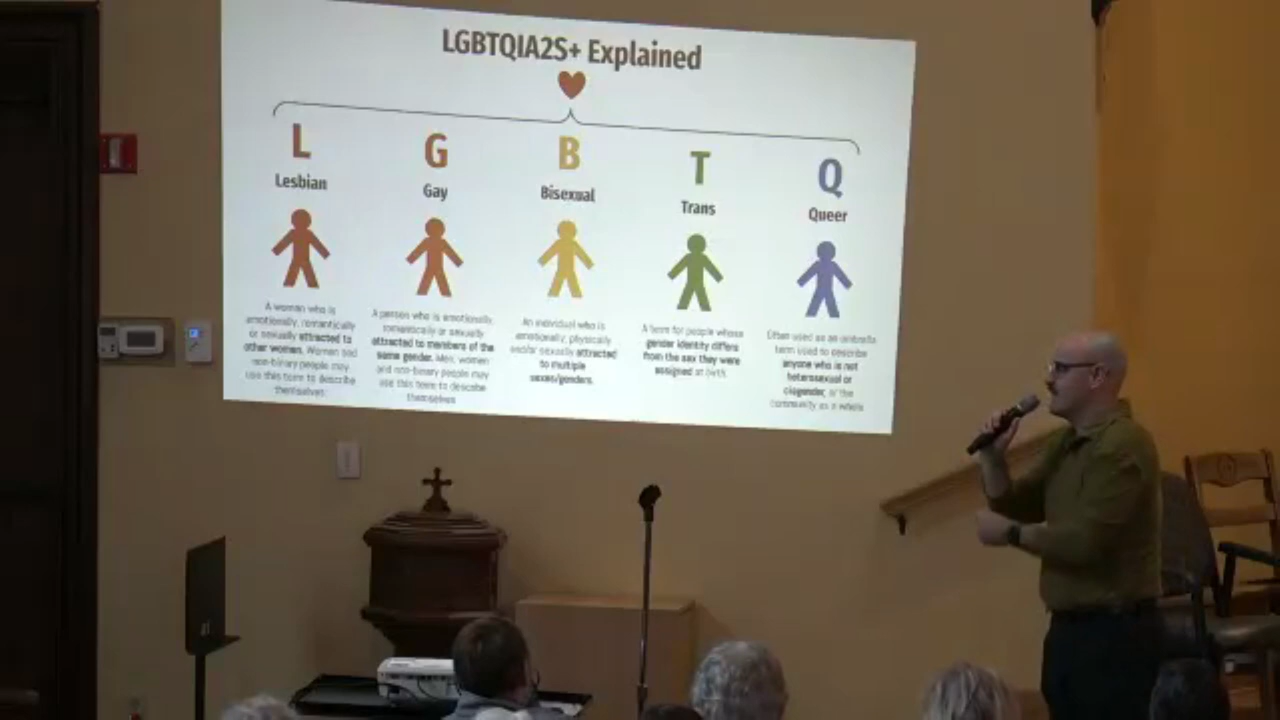 LGBTQIA2S+ Explained
L
Lesbian
A woman who is
emotionally, romantically
or sexually attracted to
other women. Women and
non-binary people may
use this term to describe
themselves.
G
Gay
A person who is emotionally,
romantically or sexually
attracted to members of the
same gender. Men, women
and non-binary people may
use this term to describe
themselves.
B
Bisexual
An individual who is
emotionally, physically
and/or sexually attracted
to multiple
sexes/genders.
T
Trans
A term for people whose
gender identity differs
from the sex they were
assigned at birth.
Q
Queer
Often used as an umbrella
term used to describe
anyone who is not
heterosexual or
cisgender, or the
community as a whole.